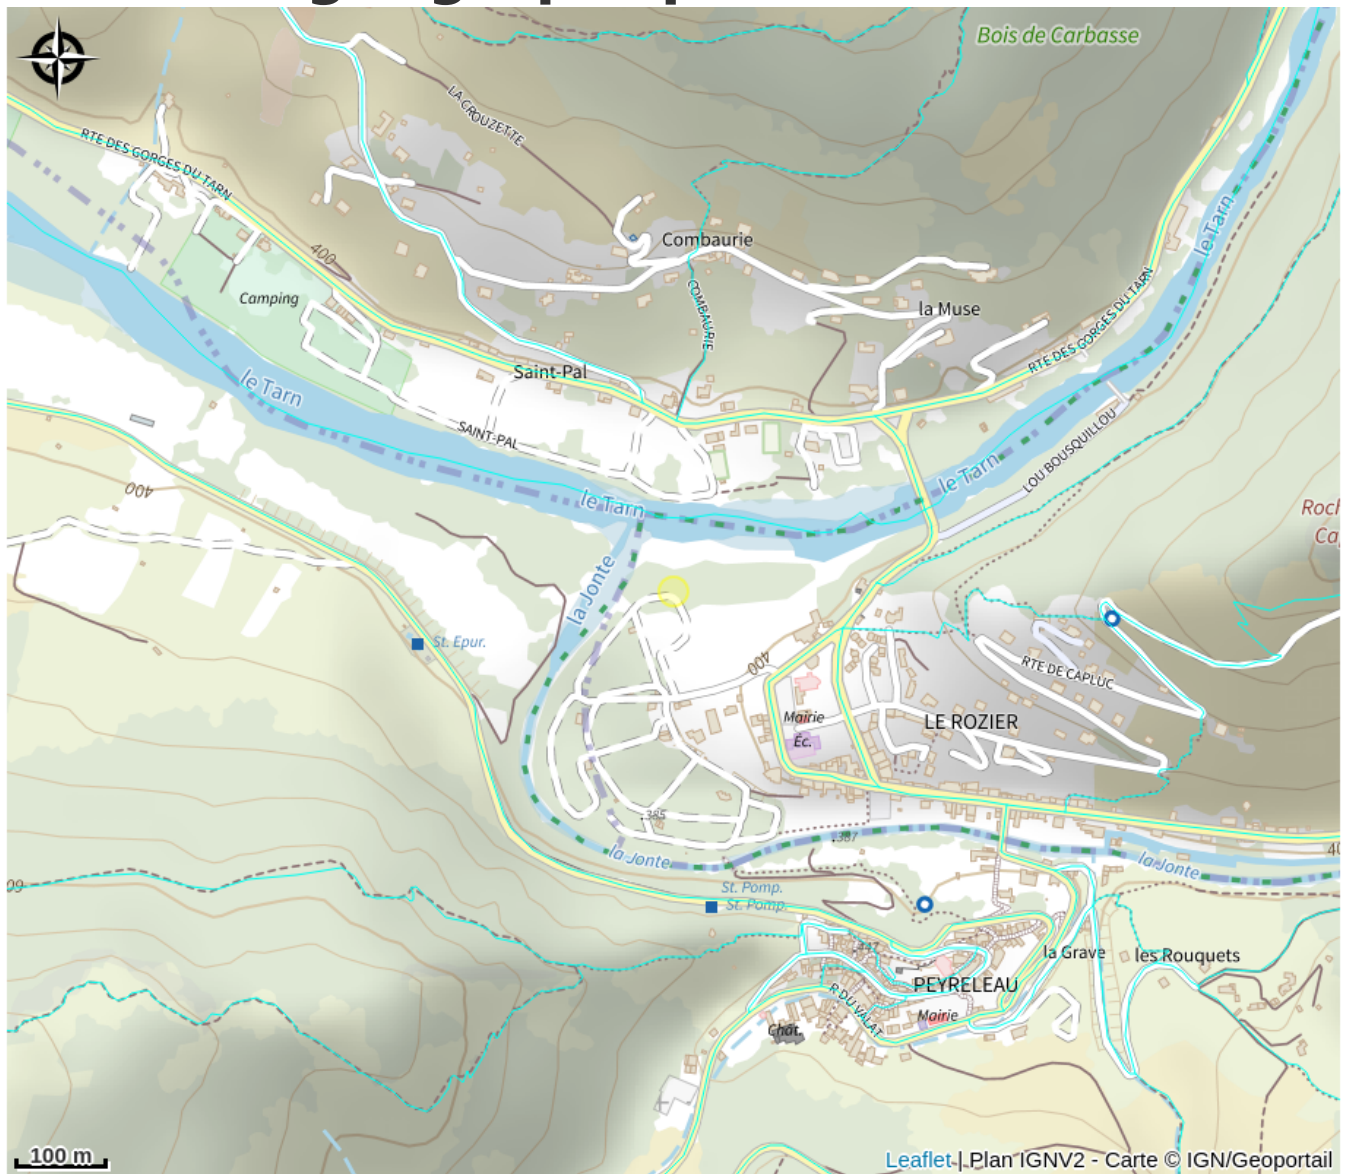 Bois de Carbasse
LA CROUZETTE
RTE DES GORGES DU TARN
le Tarn
Combaurie
400
Camping
COMBAURIE
la Muse
RTE DES GORGES DU TARN
Saint-Pal
le Tarn
SAINT-PAL
LOU BOUSQUILLOU
le Tarn
400
le Tarn
la Jonte
St. Epur.
400
RTE DE CAPLUC
Mairie
LE ROZIER
Éc.
385
387
la Jonte
la Jonte
St. Pomp.
St. Pomp.
447
la Grave
les Rouquets
PEYRELEAU
R DU VALAT
Mairie
Chât.
100 m
Leaflet | Plan IGNV2 - Carte © IGN/Geoportail